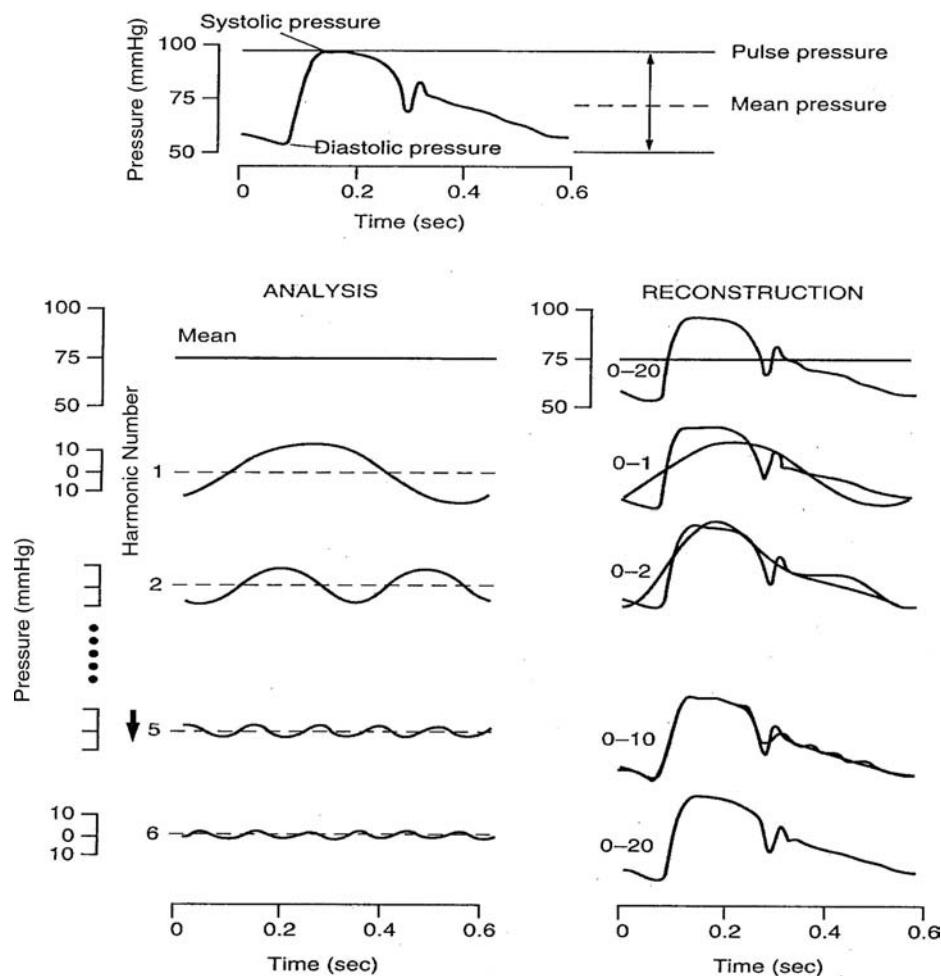 Systolic pressure
100
75
50
Pressure (mmHg)
Pulse pressure
Mean pressure
Diastolic pressure
0 0.2 0.4 0.6
Time (sec)
ANALYSIS
100
75
50
Mean
Harmonic Number
Pressure (mmHg)
10
0
10
1
2
5
10
0
10
6
0 0.2 0.4 0.6
Time (sec)
RECONSTRUCTION
100
75
50
0–20
0–1
0–2
0–10
0–20
0 0.2 0.4 0.6
Time (sec)